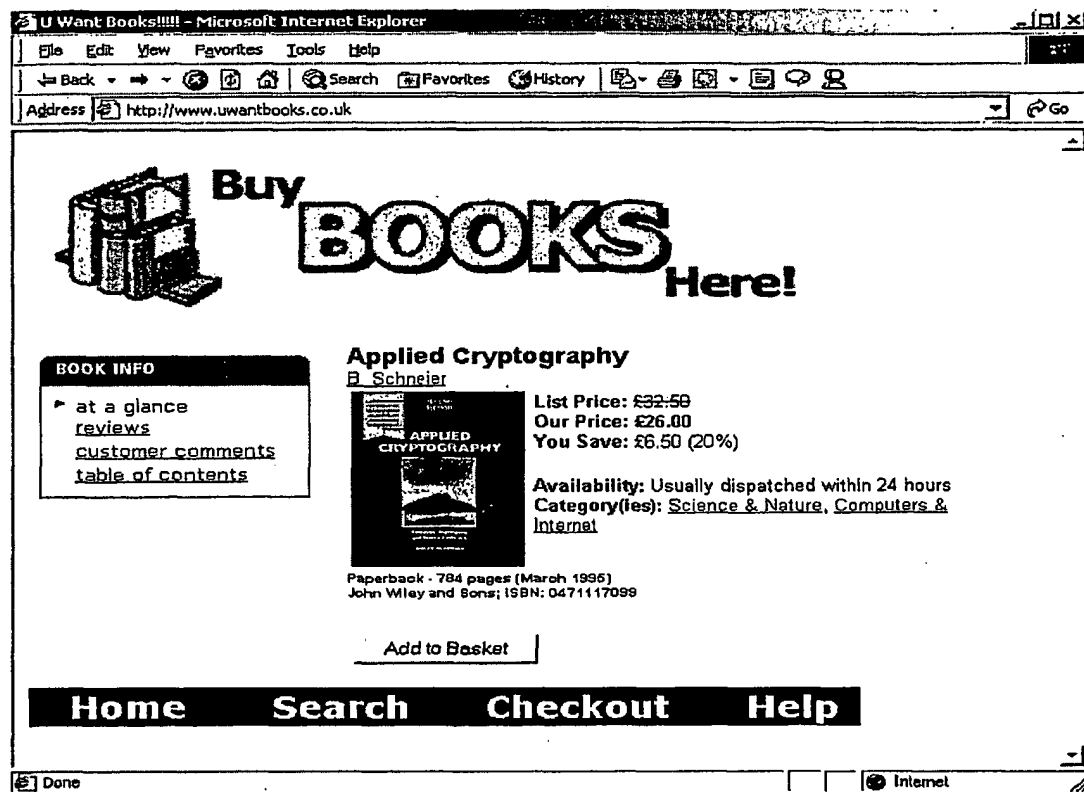 U Want Books!!!!! - Microsoft Internet Explorer
File Edit View Favorites Tools Help
Back Search Favorites History
Address http://www.uwantbooks.co.uk Go
Buy
BOOKS
Here!
BOOK INFO
at a glance
reviews
customer comments
table of contents
Applied Cryptography
B Schneier
APPLIED
CRYPTOGRAPHY
List Price: £32.50
Our Price: £26.00
You Save: £6.50 (20%)
Availability: Usually dispatched within 24 hours
Category(ies): Science & Nature, Computers &
Internet
Paperback - 784 pages (March 1995)
John Wiley and Sons; ISBN: 0471117099
Add to Basket
Home Search Checkout Help
Done Internet